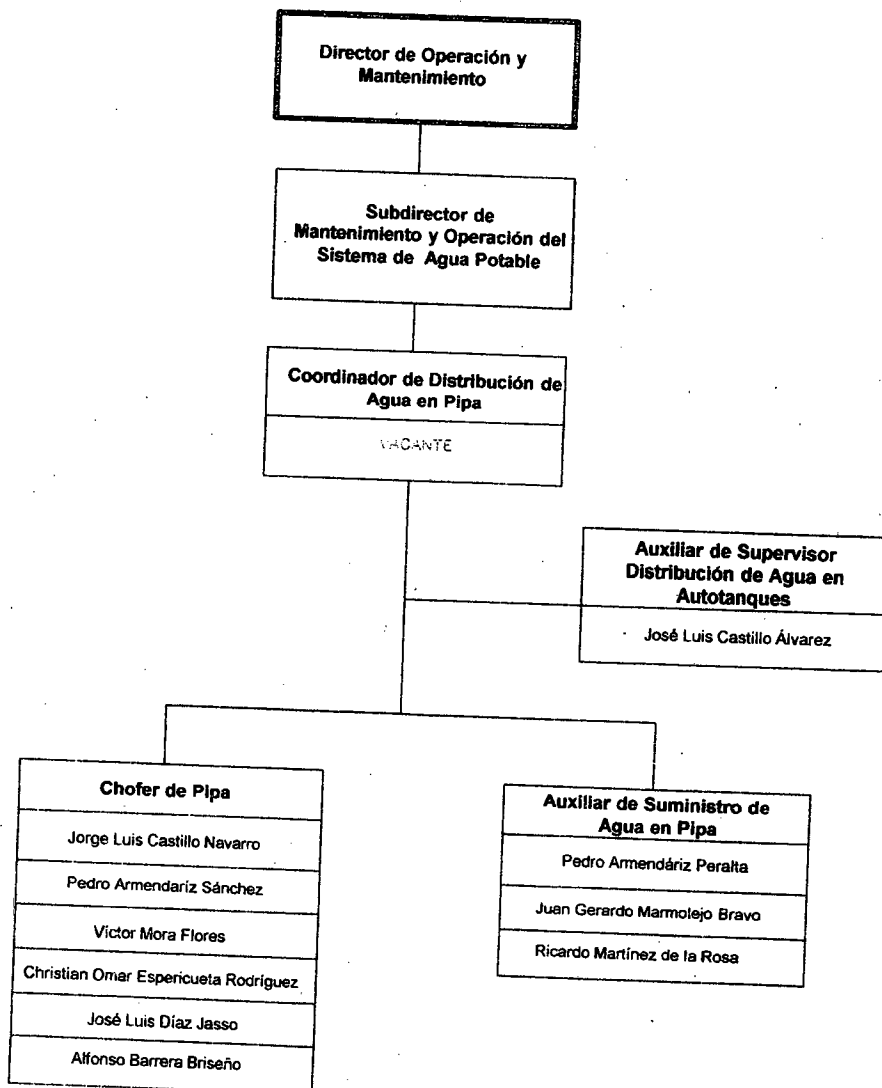 Director de Operación y
Mantenimiento
Subdirector de
Mantenimiento y Operación del
Sistema de Agua Potable
Coordinador de Distribución de
Agua en Pipa
VACANTE
Auxiliar de Supervisor
Distribución de Agua en
Autotanques
José Luis Castillo Álvarez
Chofer de Pipa
Jorge Luis Castillo Navarro
Pedro Armendaríz Sánchez
Victor Mora Flores
Christian Omar Espericueta Rodríguez
José Luis Díaz Jasso
Alfonso Barrera Briseño
Auxiliar de Suministro de
Agua en Pipa
Pedro Armendáriz Peralta
Juan Gerardo Marmolejo Bravo
Ricardo Martínez de la Rosa